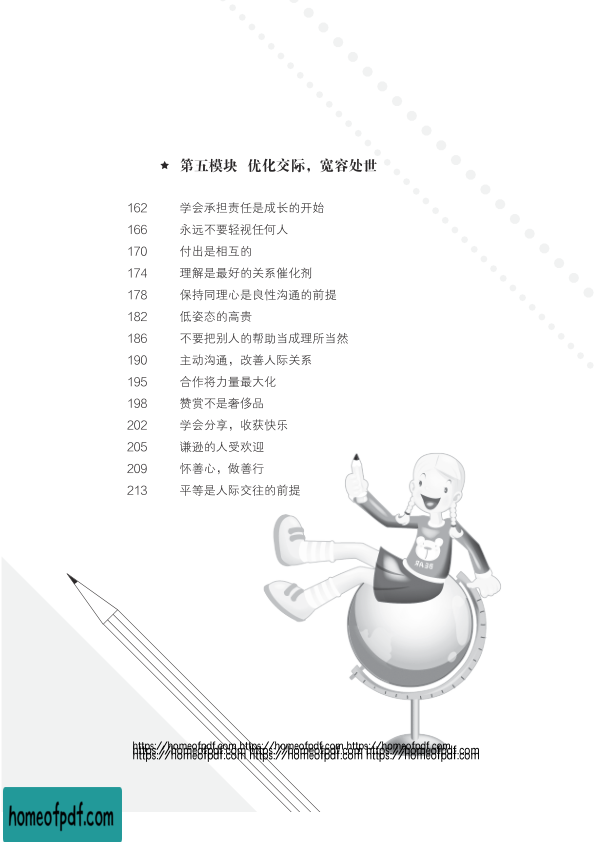 ★ 第五模块 优化交际，宽容处世
162 学会承担责任是成长的开始
166 永远不要轻视任何人
170 付出是相互的
174 理解是最好的关系催化剂
178 保持同理心是良性沟通的前提
182 低姿态的高贵
186 不要把别人的帮助当成理所当然
190 主动沟通，改善人际关系
195 合作将力量最大化
198 赞赏不是奢侈品
202 学会分享，收获快乐
205 谦逊的人受欢迎
209 怀善心，做善行
213 平等是人际交往的前提
https://homeofpdf.com https://homeofpdf.com https://homeofpdf.com
https://homeofpdf.com https://homeofpdf.com https://homeofpdf.com
https://homeofpdf.com https://homeofpdf.com https://homeofpdf.com
homeofpdf.com